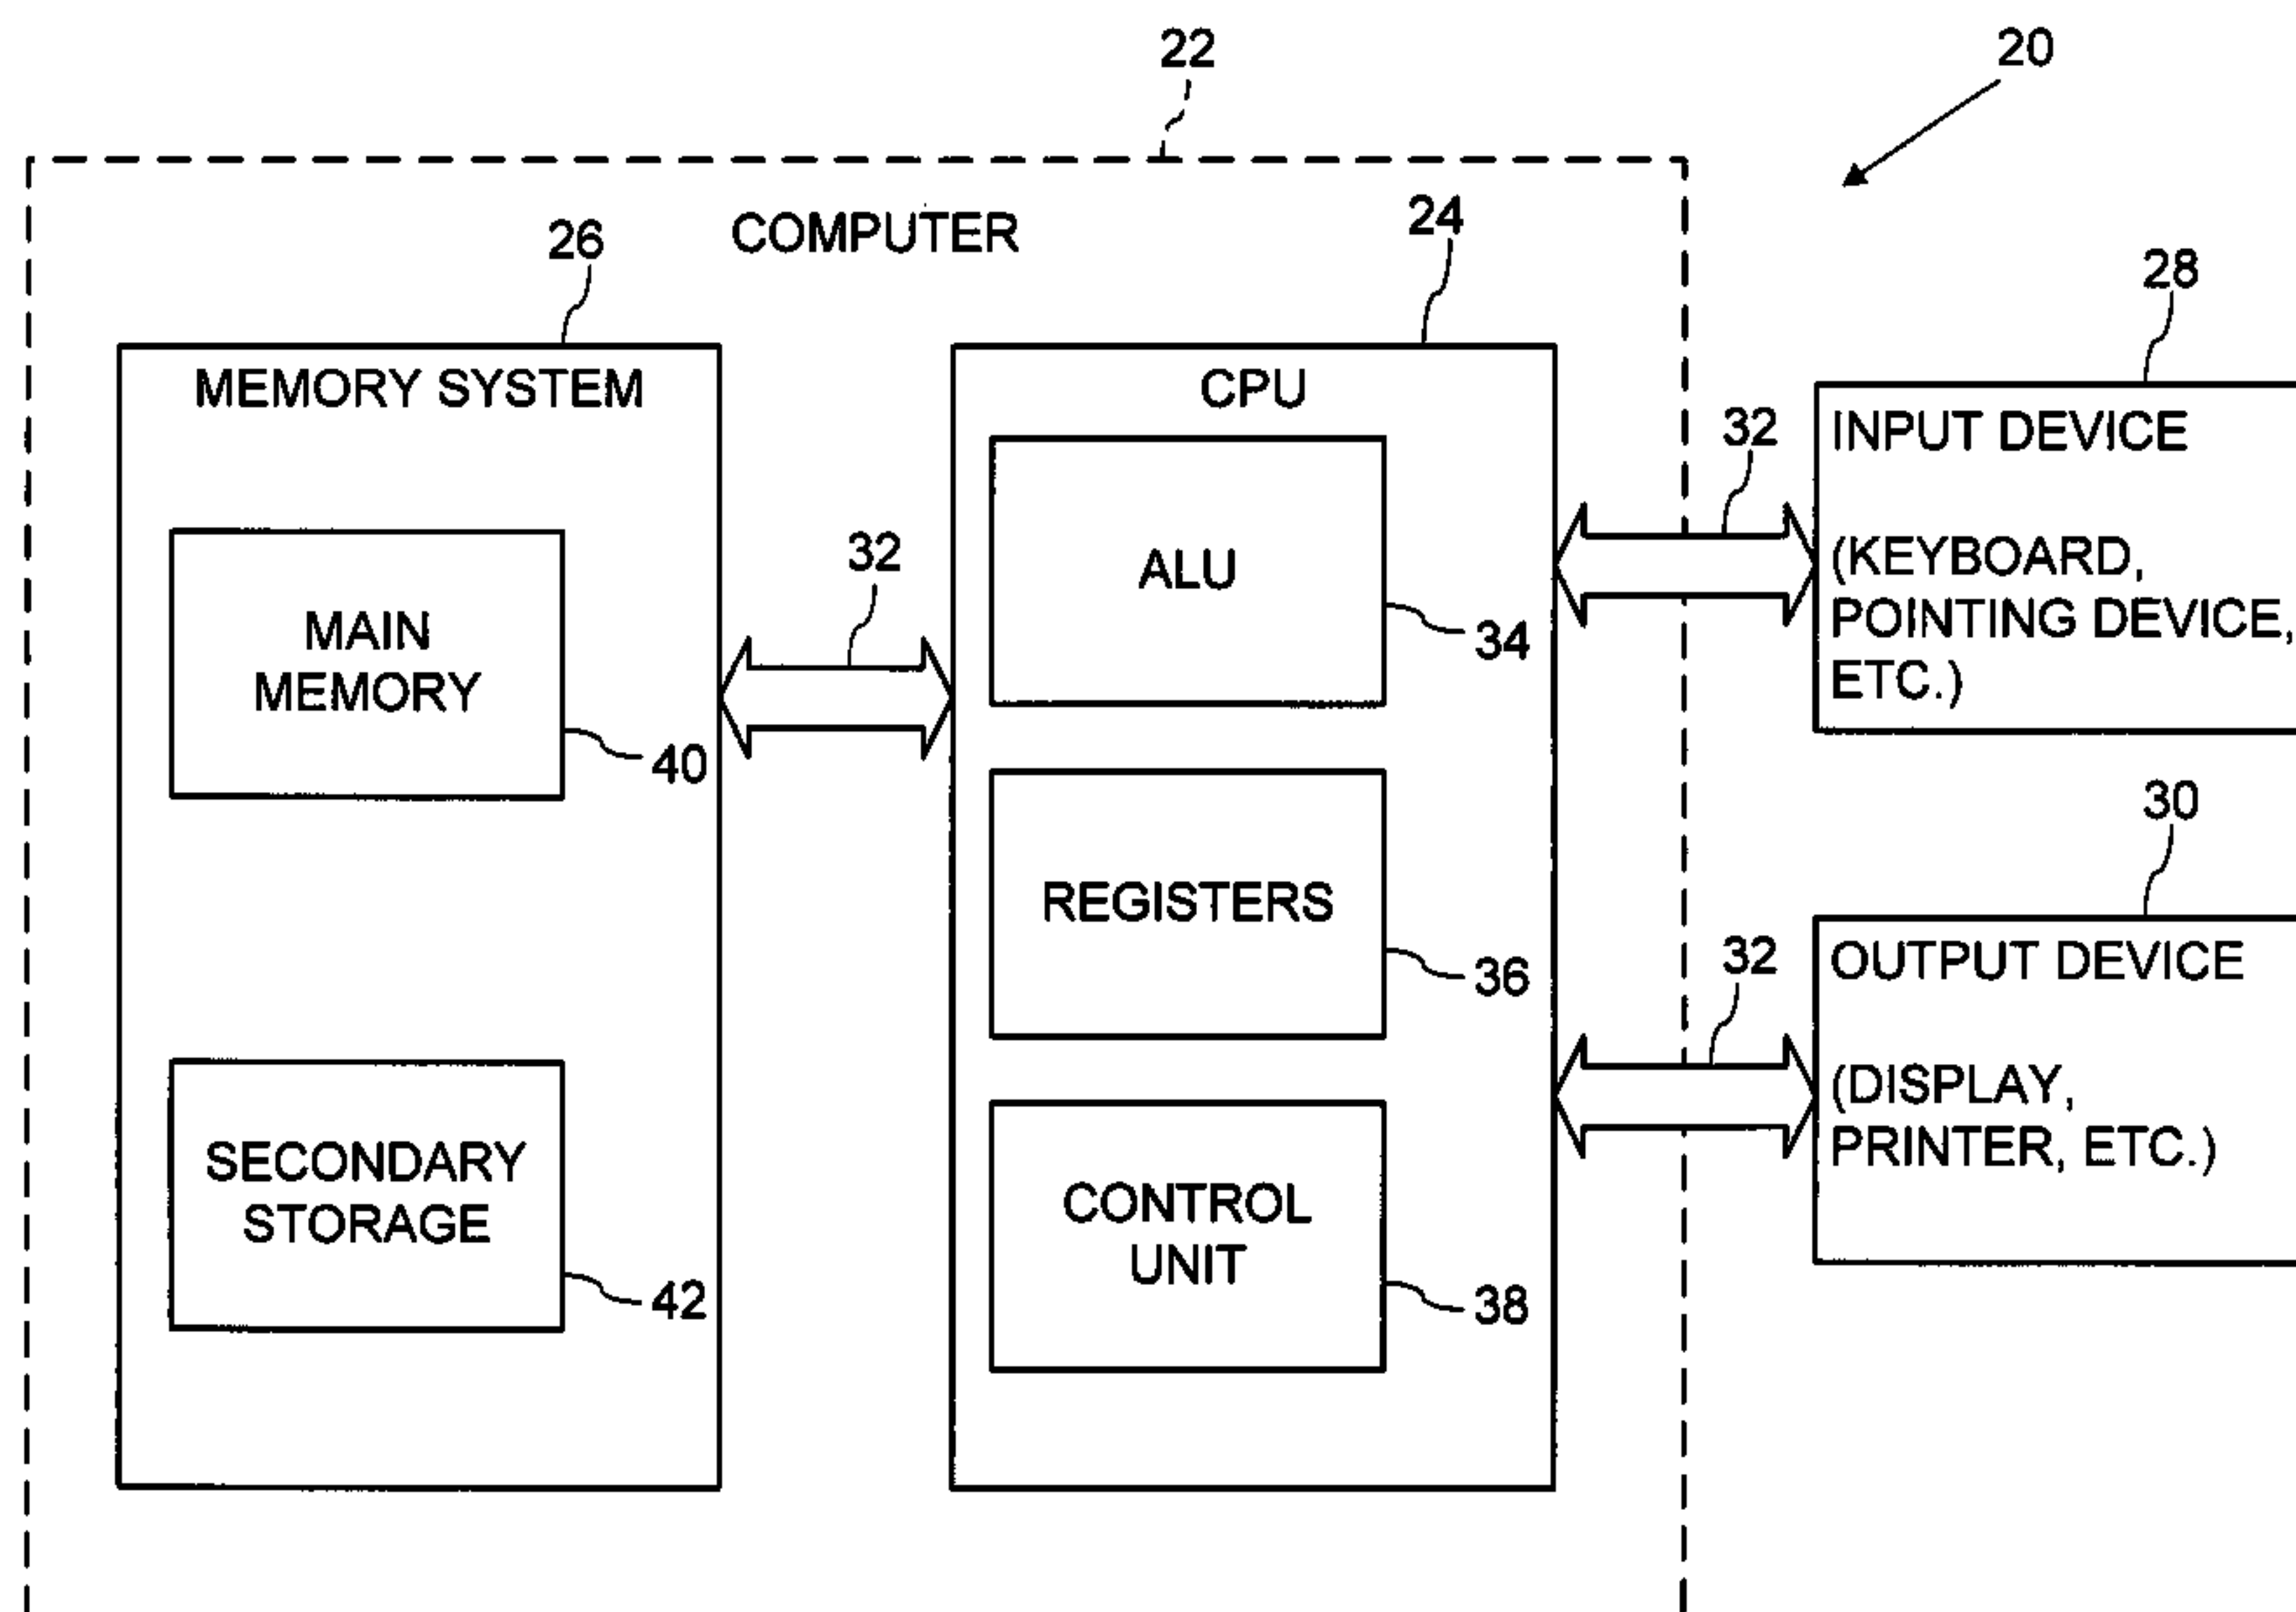 22
20
COMPUTER
26
24
28
MEMORY SYSTEM
CPU
32
INPUT DEVICE
(KEYBOARD,
POINTING DEVICE,
ETC.)
32
ALU
34
MAIN
MEMORY
40
30
REGISTERS
36
32
OUTPUT DEVICE
(DISPLAY,
PRINTER, ETC.)
SECONDARY
STORAGE
42
CONTROL
UNIT
38